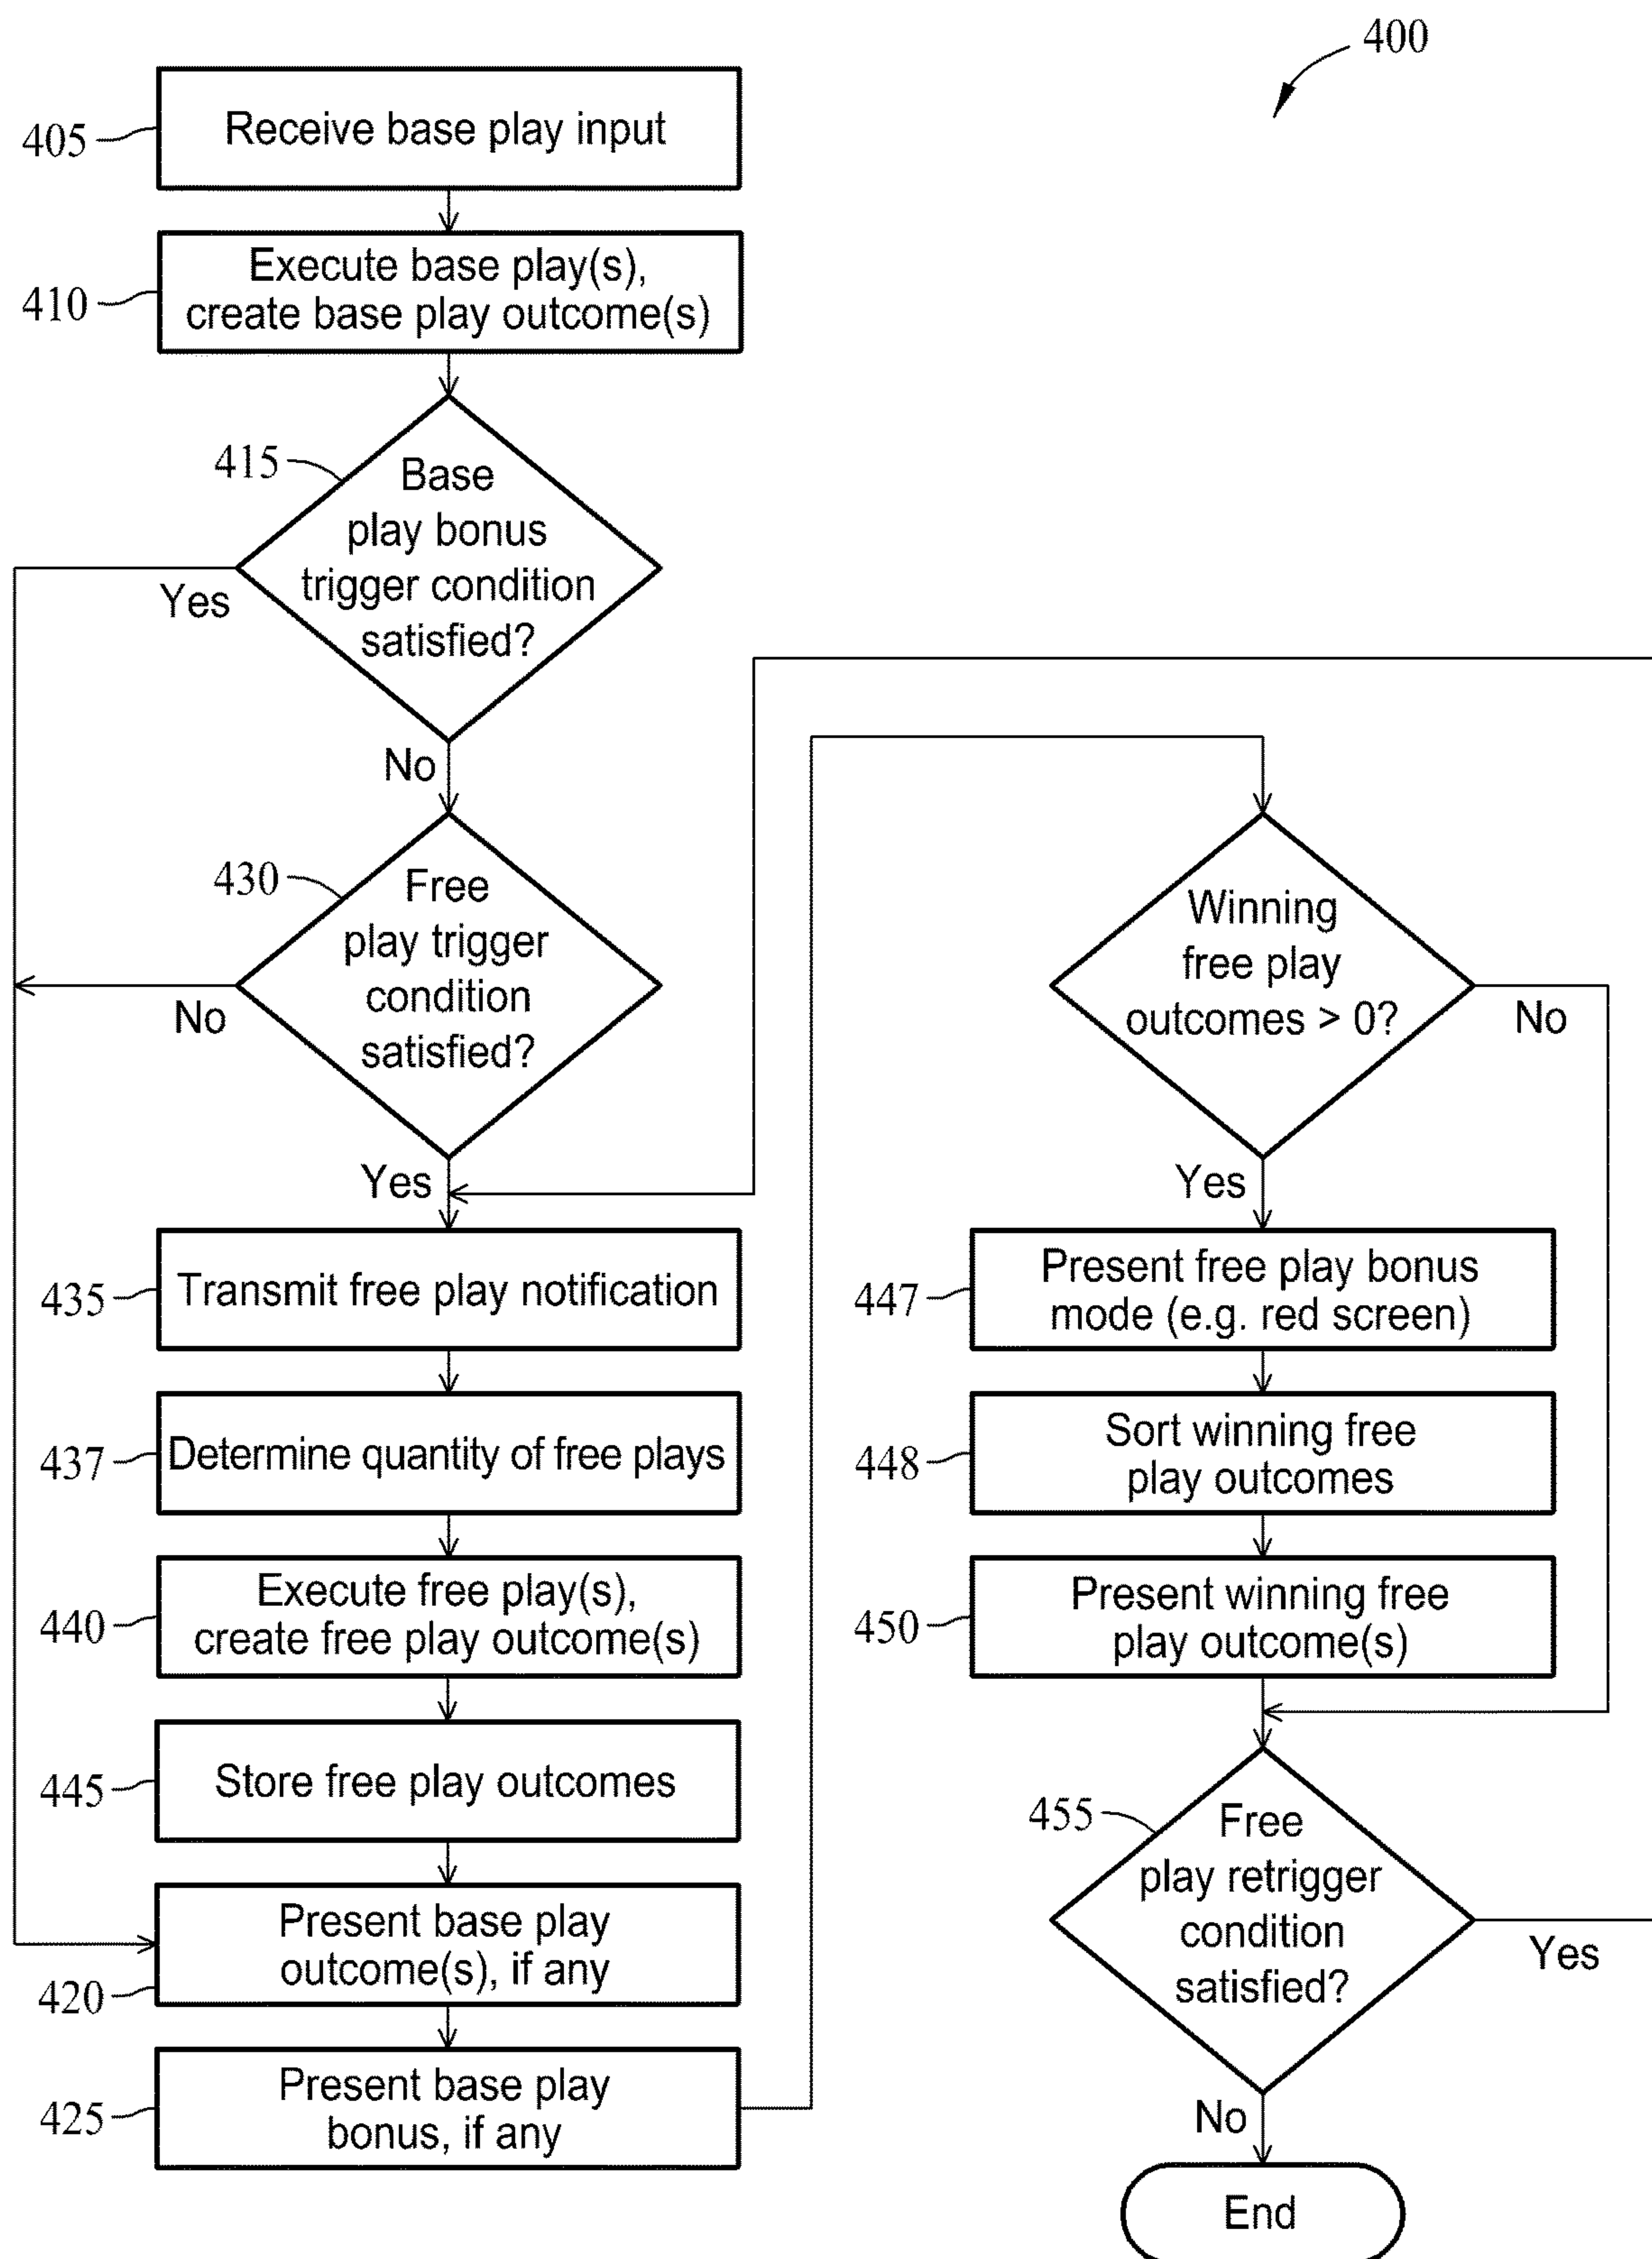 400
405
Receive base play input
410
Execute base play(s),
create base play outcome(s)
415
Base
play bonus
trigger condition
satisfied?
Yes
No
430
Free
play trigger
condition
satisfied?
No
Yes
435
Transmit free play notification
437
Determine quantity of free plays
440
Execute free play(s),
create free play outcome(s)
445
Store free play outcomes
420
Present base play
outcome(s), if any
425
Present base play
bonus, if any
Winning
free play
outcomes > 0?
No
Yes
447
Present free play bonus
mode (e.g. red screen)
448
Sort winning free
play outcomes
450
Present winning free
play outcome(s)
455
Free
play retrigger
condition
satisfied?
Yes
No
End